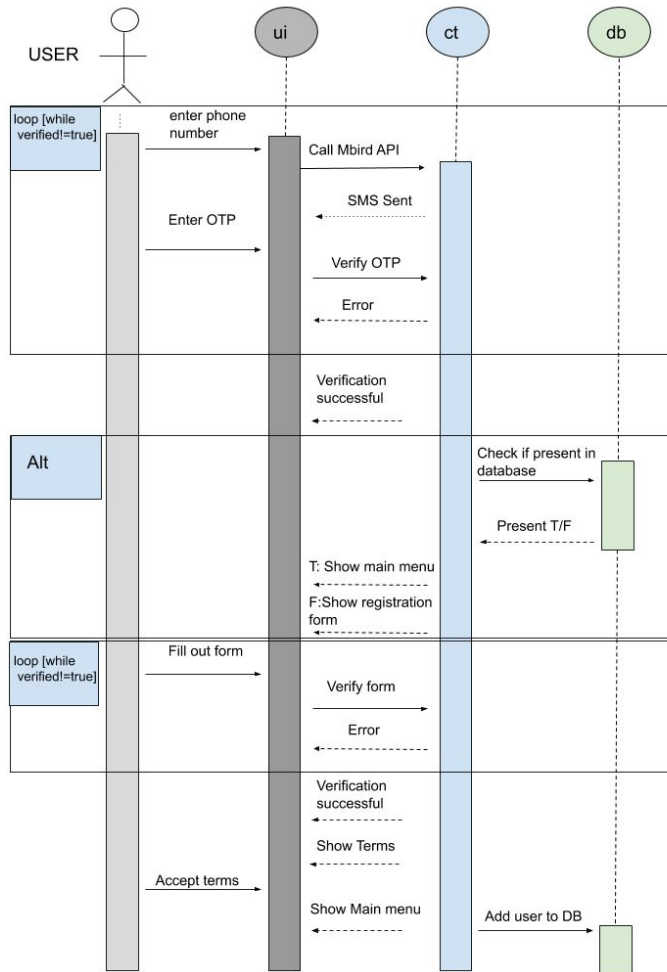 USER
ui
ct
db
loop [while
verified!=true]
enter phone
number
Call Mbird API
SMS Sent
Enter OTP
Verify OTP
Error
Verification
successful
Alt
Check if present in
database
Present T/F
T: Show main menu
F:Show registration
form
loop [while
verified!=true]
Fill out form
Verify form
Error
Verification
successful
Show Terms
Accept terms
Show Main menu
Add user to DB